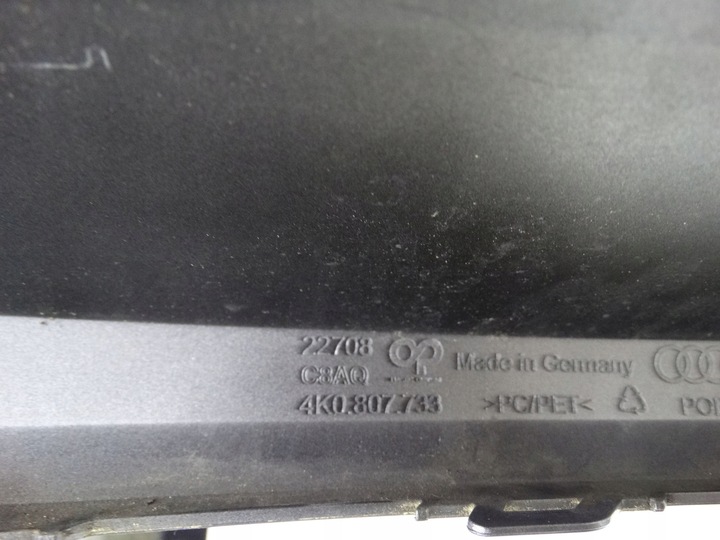 22708
C8AQ
4K0.807.733
Made in Germany
>PC/PET<